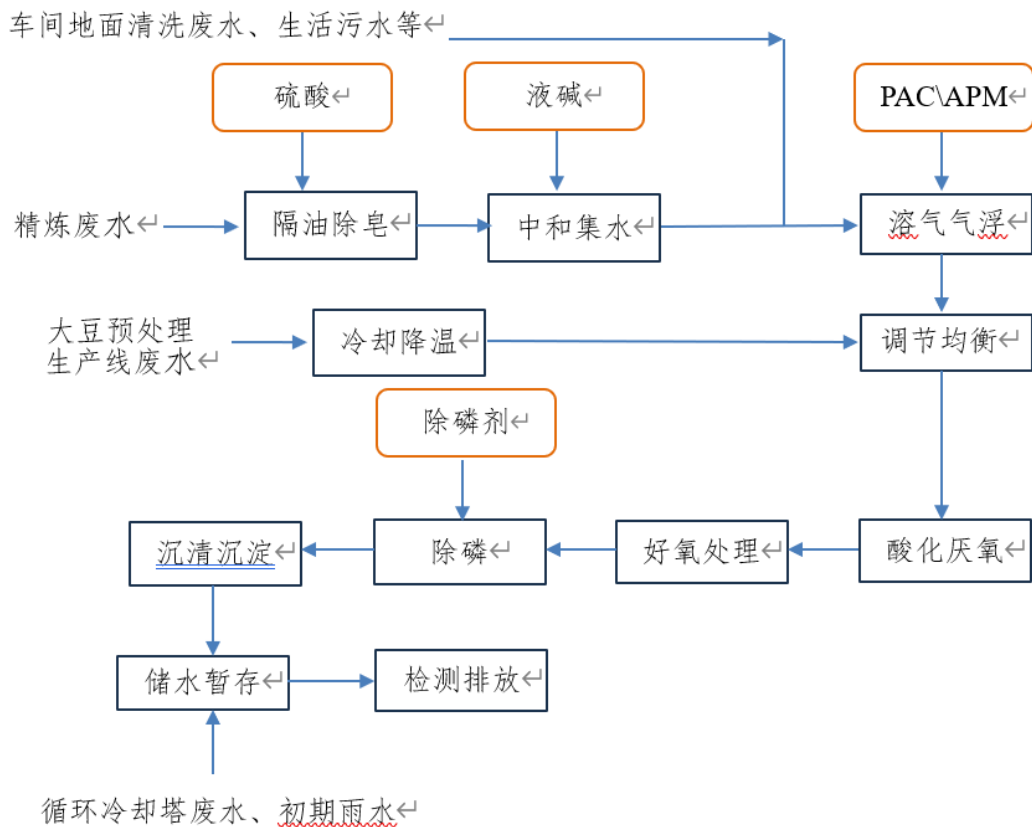 车间地面清洗废水、生活污水等
硫酸
液碱
PAC\APM
精炼废水
隔油除皂
中和集水
溶气气浮
大豆预处理
生产线废水
冷却降温
调节均衡
除磷剂
沉清沉淀
除磷
好氧处理
酸化厌氧
储水暂存
检测排放
循环冷却塔废水、初期雨水